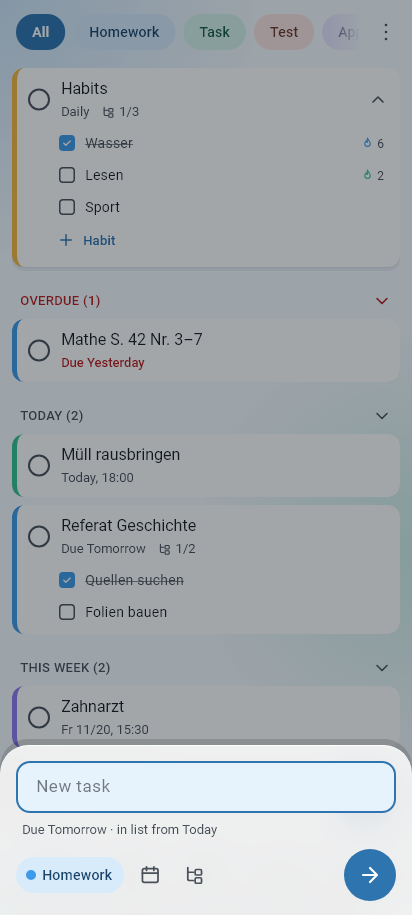 All Homework Task Test
Habits
Daily 1/3
Wasser 6
Lesen 2
Sport
+ Habit
OVERDUE (1)
Mathe S. 42 Nr. 3–7
Due Yesterday
TODAY (2)
Müll rausbringen
Today, 18:00
Referat Geschichte
Due Tomorrow 1/2
Quellen suchen
Folien bauen
THIS WEEK (2)
Zahnarzt
Fr 11/20, 15:30
New task
Due Tomorrow · in list from Today
Homework